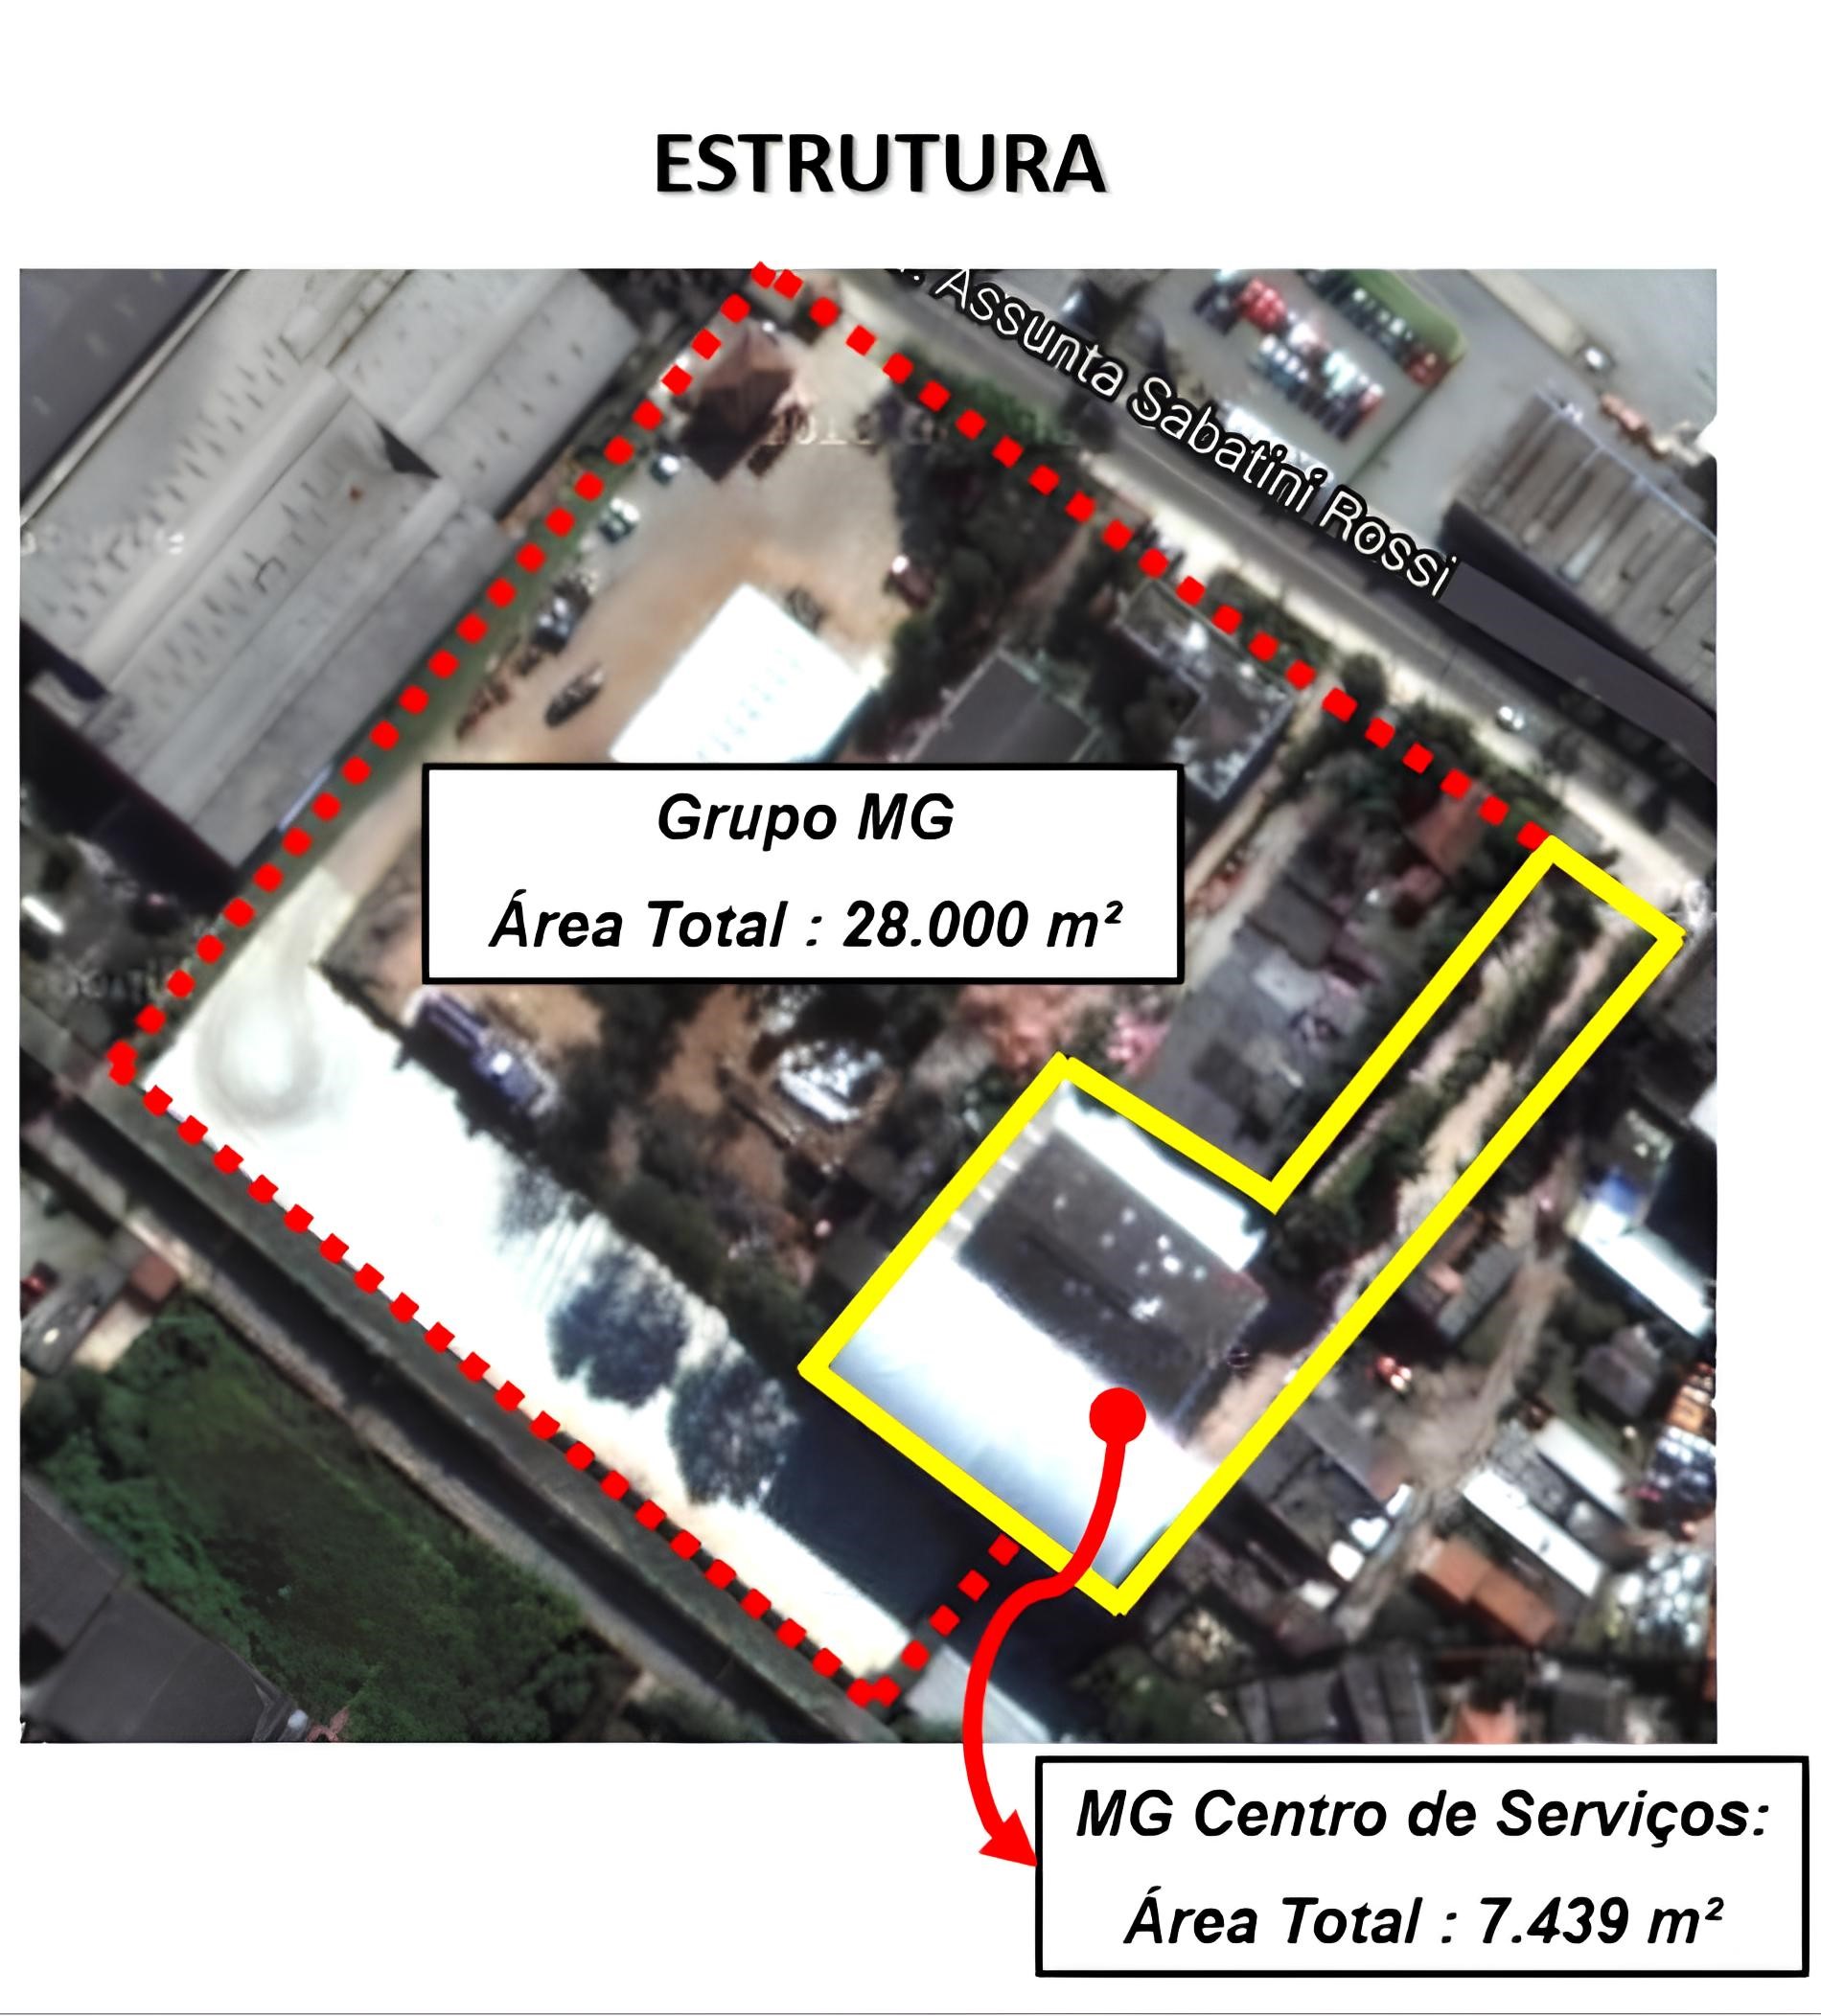 ESTRUTURA
. Assunta Sabatini Rossi
Grupo MG
Área Total : 28.000 m²
MG Centro de Serviços:
Área Total : 7.439 m²